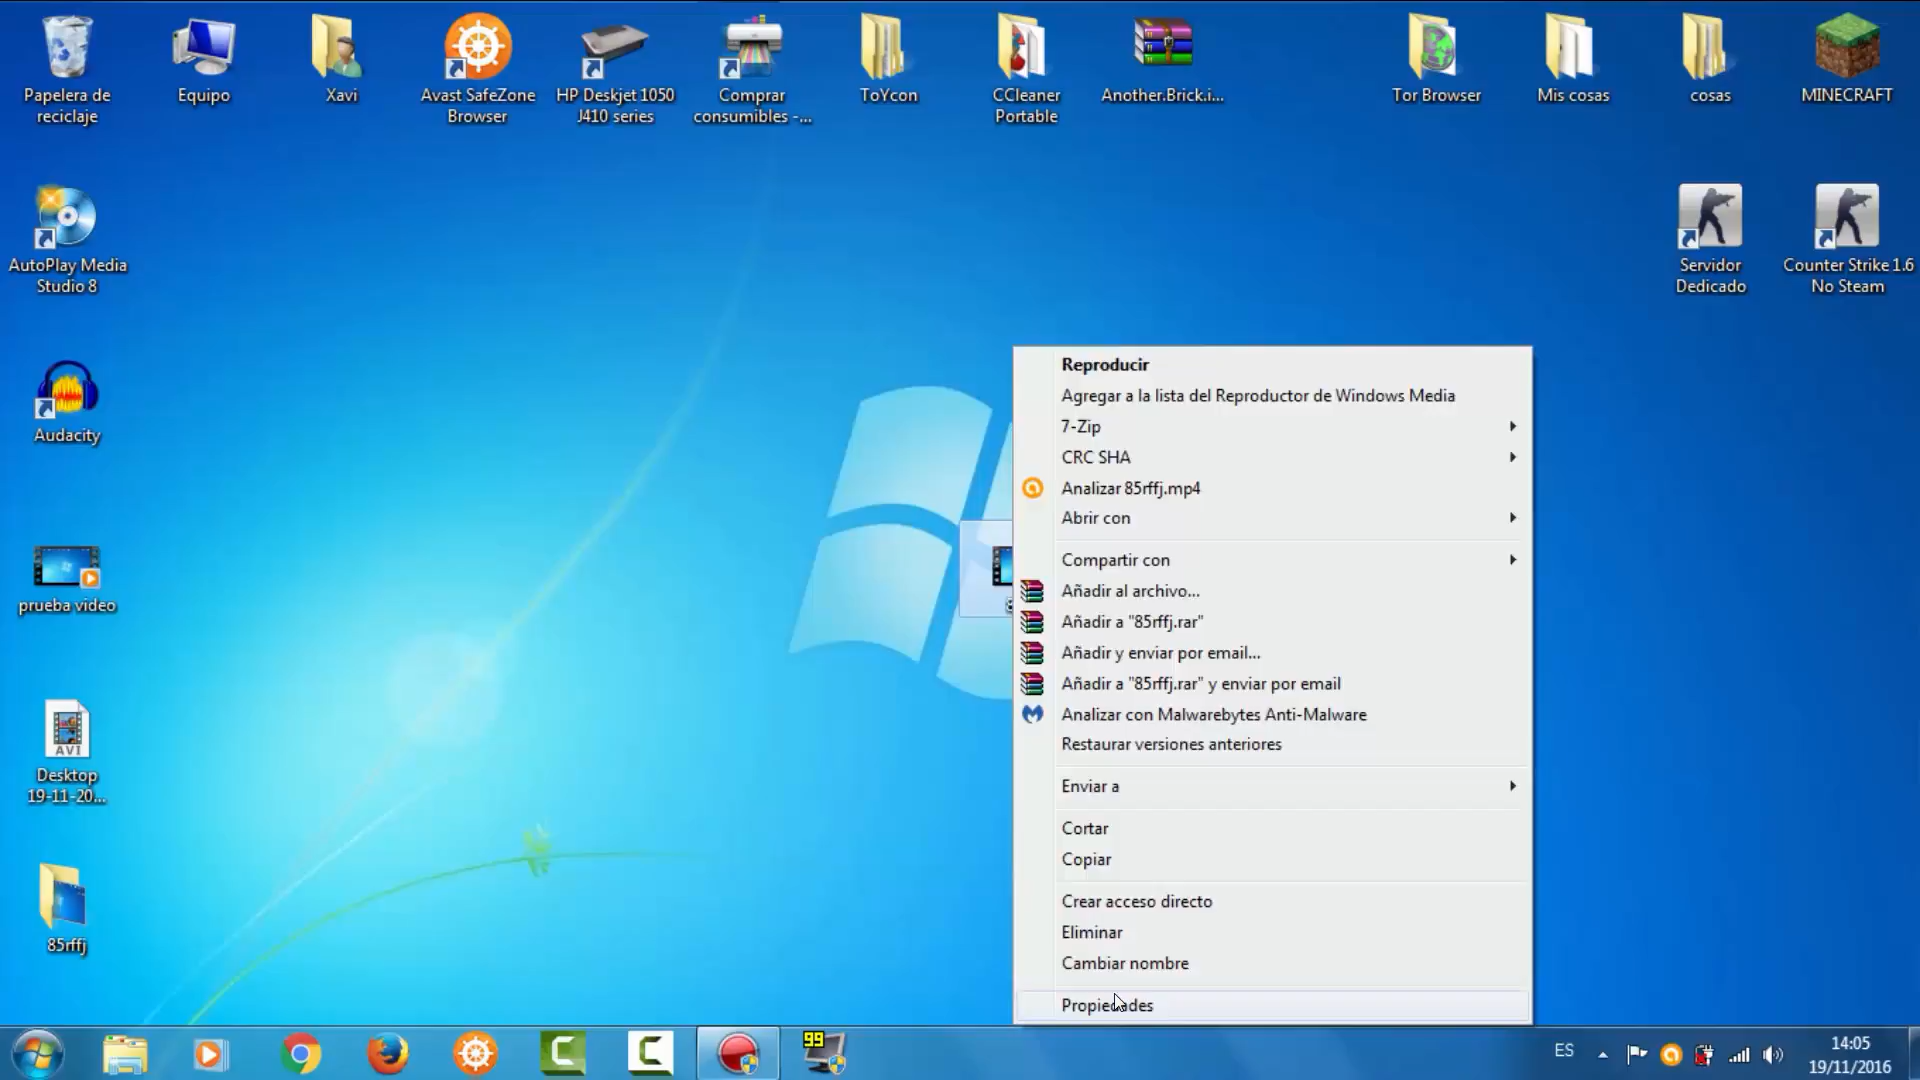 Papelera de
reciclaje
Equipo
Xavi
Avast SafeZone
Browser
HP Deskjet 1050
J410 series
Comprar
consumibles -...
ToYcon
CCleaner
Portable
Another.Brick.i...
Tor Browser
Mis cosas
cosas
MINECRAFT
AutoPlay Media
Studio 8
Servidor
Dedicado
Counter Strike 1.6
No Steam
Audacity
prueba video
AVI
Desktop
19-11-20...
85rffj
Reproducir
Agregar a la lista del Reproductor de Windows Media
7-Zip
CRC SHA
Analizar 85rffj.mp4
Abrir con
Compartir con
Añadir al archivo...
Añadir a "85rffj.rar"
Añadir y enviar por email...
Añadir a "85rffj.rar" y enviar por email
Analizar con Malwarebytes Anti-Malware
Restaurar versiones anteriores
Enviar a
Cortar
Copiar
Crear acceso directo
Eliminar
Cambiar nombre
Propiedades
99
ES
14:05
19/11/2016